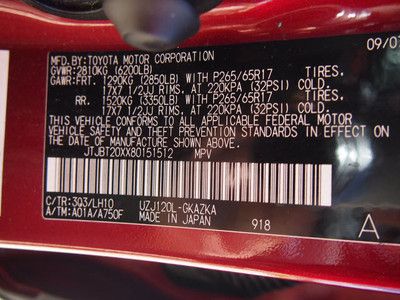 MFD.BY:TOYOTA MOTOR CORPORATION 09/07
GVWR:2810KG (6200LB)
GAWR:FRT. 1290KG (2850LB) WITH P265/65R17 TIRES,
17X7 1/2JJ RIMS, AT 220KPA (32PSI) COLD.
RR. 1520KG (3350LB) WITH P265/65R17 TIRES,
17X7 1/2JJ RIMS, AT 220KPA (32PSI) COLD.
THIS VEHICLE CONFORMS TO ALL APPLICABLE FEDERAL MOTOR
VEHICLE SAFETY STANDARDS IN EFFECT ON THE
DATE OF MANUFACTURE SHOWN ABOVE.
JTJBT20XX80151512 MPV
C/TR:3Q3/LH10 UZJ120L-GKAZKA
A/TM:A01A/A750F MADE IN JAPAN 918 A